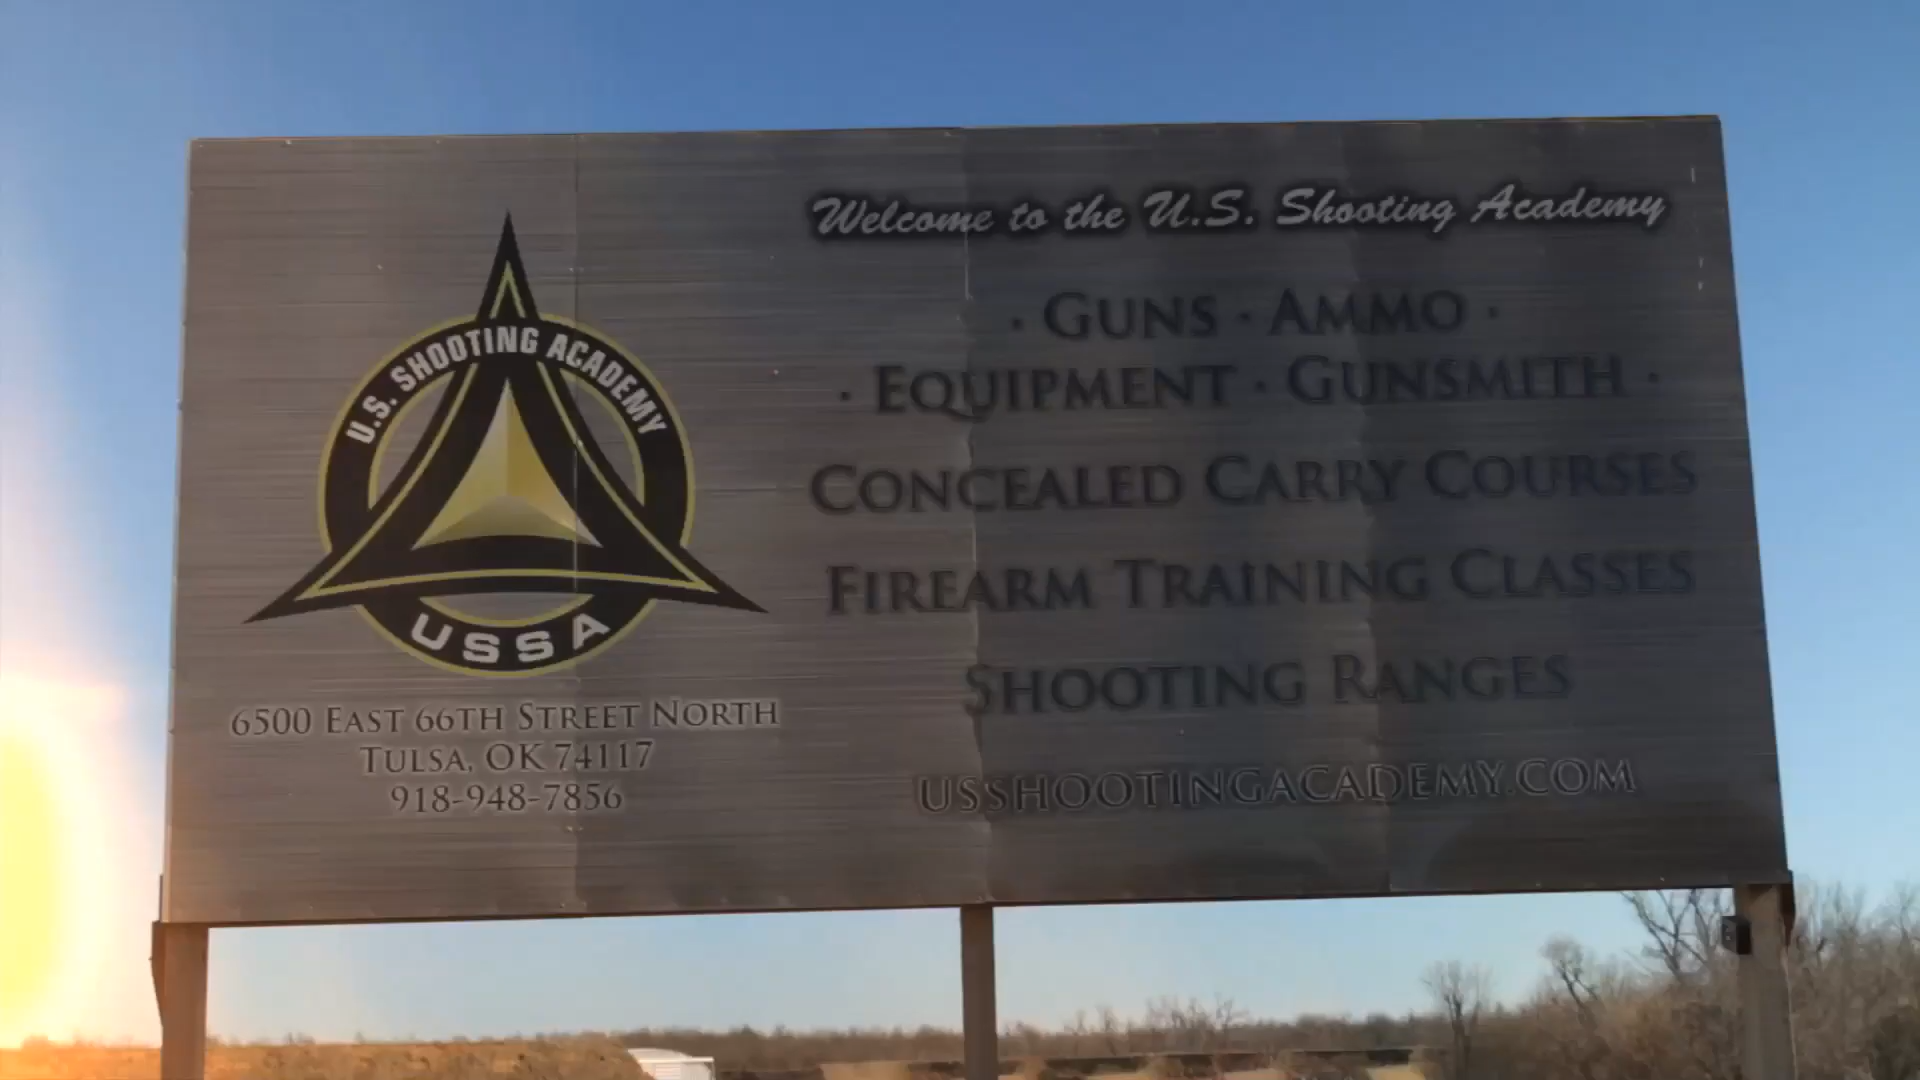 U.S. SHOOTING ACADEMY
USSA
6500 EAST 66TH STREET NORTH
TULSA, OK 74117
918-948-7856
Welcome to the U.S. Shooting Academy
· GUNS · AMMO ·
· EQUIPMENT · GUNSMITH ·
CONCEALED CARRY COURSES
FIREARM TRAINING CLASSES
SHOOTING RANGES
USSHOOTINGACADEMY.COM